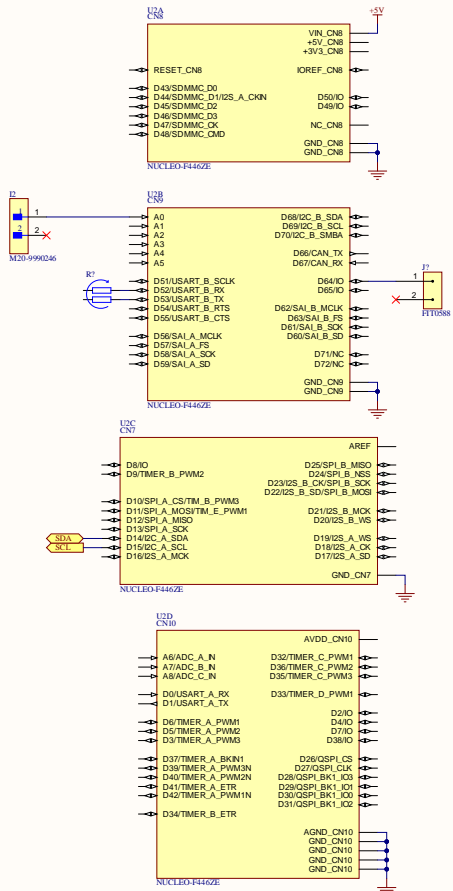 U2A
CN8
+5V
VIN_CN8
+5V_CN8
+3V3_CN8
RESET_CN8
IOREF_CN8
D43/SDMMC_D0
D44/SDMMC_D1/I2S_A_CKIN
D50/IO
D45/SDMMC_D2
D49/IO
D46/SDMMC_D3
D47/SDMMC_CK
NC_CN8
D48/SDMMC_CMD
GND_CN8
GND_CN8
NUCLEO-F446ZE
U2B
CN9
I2
1
1
A0
D68/I2C_B_SDA
A1
D69/I2C_B_SCL
2
2
A2
D70/I2C_B_SMBA
A3
A4
D66/CAN_TX
A5
D67/CAN_RX
M20-9990246
R?
J?
D51/USART_B_SCLK
D64/IO
1
D52/USART_B_RX
D65/IO
D53/USART_B_TX
2
D54/USART_B_RTS
D62/SAI_B_MCLK
D55/USART_B_CTS
D63/SAI_B_FS
FIT0588
D61/SAI_B_SCK
D56/SAI_A_MCLK
D60/SAI_B_SD
D57/SAI_A_FS
D58/SAI_A_SCK
D71/NC
D59/SAI_A_SD
D72/NC
GND_CN9
GND_CN9
NUCLEO-F446ZE
U2C
CN7
AREF
D8/IO
D25/SPI_B_MISO
D9/TIMER_B_PWM2
D24/SPI_B_NSS
D23/I2S_B_CK/SPI_B_SCK
D22/I2S_B_SD/SPI_B_MOSI
D10/SPI_A_CS/TIM_B_PWM3
D11/SPI_A_MOSI/TIM_E_PWM1
D21/I2S_B_MCK
D12/SPI_A_MISO
D20/I2S_B_WS
D13/SPI_A_SCK
SDA
D14/I2C_A_SDA
D19/I2S_A_WS
SCL
D15/I2C_A_SCL
D18/I2S_A_CK
D16/I2S_A_MCK
D17/I2S_A_SD
GND_CN7
NUCLEO-F446ZE
U2D
CN10
AVDD_CN10
A6/ADC_A_IN
D32/TIMER_C_PWM1
A7/ADC_B_IN
D36/TIMER_C_PWM2
A8/ADC_C_IN
D35/TIMER_C_PWM3
D0/USART_A_RX
D33/TIMER_D_PWM1
D1/USART_A_TX
D2/IO
D6/TIMER_A_PWM1
D4/IO
D5/TIMER_A_PWM2
D7/IO
D3/TIMER_A_PWM3
D38/IO
D37/TIMER_A_BKIN1
D26/QSPI_CS
D39/TIMER_A_PWM3N
D27/QSPI_CLK
D40/TIMER_A_PWM2N
D28/QSPI_BK1_IO3
D41/TIMER_A_ETR
D29/QSPI_BK1_IO1
D42/TIMER_A_PWM1N
D30/QSPI_BK1_IO0
D31/QSPI_BK1_IO2
D34/TIMER_B_ETR
AGND_CN10
GND_CN10
GND_CN10
GND_CN10
GND_CN10
NUCLEO-F446ZE